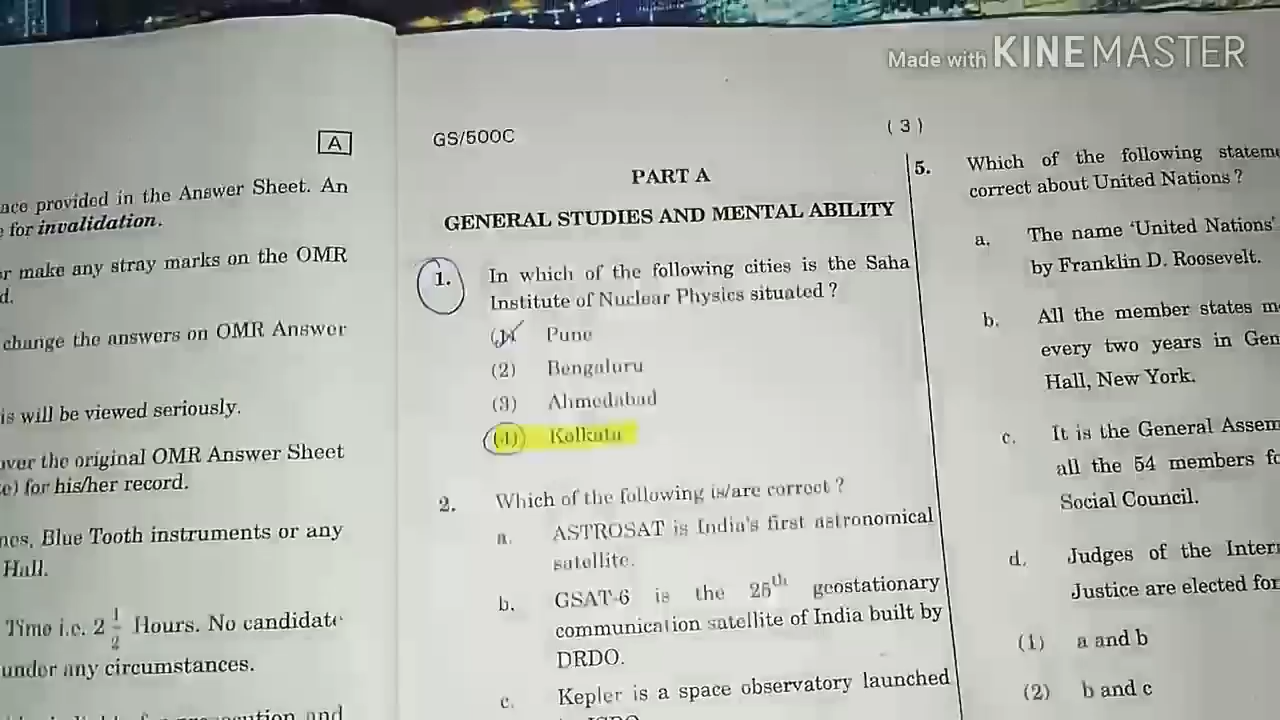 Made with KINEMASTER
A
ace provided in the Answer Sheet. An
for invalidation.
r make any stray marks on the OMR
d.
change the answers on OMR Answer
is will be viewed seriously.
over the original OMR Answer Sheet
e) for his/her record.
nes, Blue Tooth instruments or any
Hall.
Time i.e. 2 1/2 Hours. No candidate
under any circumstances.
GS/500C
( 3 )
PART A
GENERAL STUDIES AND MENTAL ABILITY
1. In which of the following cities is the Saha
Institute of Nuclear Physics situated ?
(1) Pune
(2) Bengaluru
(3) Ahmedabad
(4) Kolkata
2. Which of the following is/are correct ?
a. ASTROSAT is India's first astronomical
satellite.
b. GSAT-6 is the 25th geostationary
communication satellite of India built by
DRDO.
c. Kepler is a space observatory launched
5. Which of the following stateme
correct about United Nations ?
a. The name 'United Nations'
by Franklin D. Roosevelt.
b. All the member states m
every two years in Gen
Hall, New York.
c. It is the General Assem
all the 54 members fo
Social Council.
d. Judges of the Intern
Justice are elected for
(1) a and b
(2) b and c